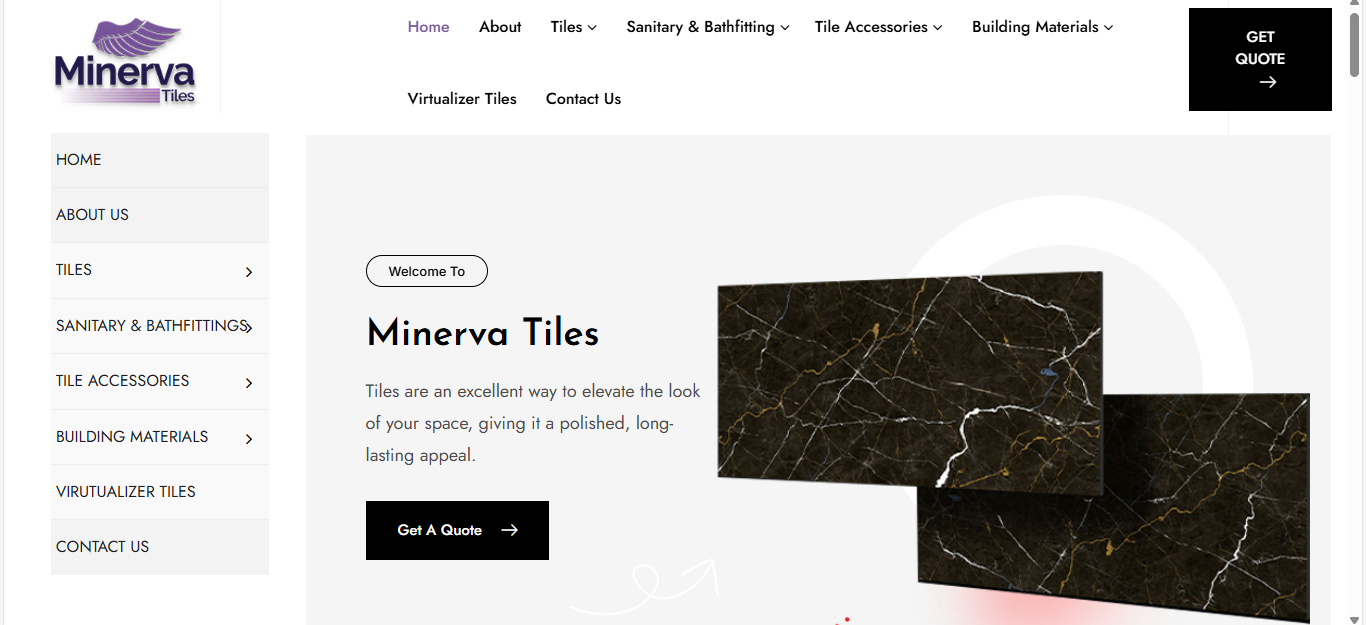 Minerva
Tiles
Home About Tiles Sanitary & Bathfitting Tile Accessories Building Materials
Virtualizer Tiles Contact Us
GET
QUOTE
HOME
ABOUT US
TILES
SANITARY & BATHFITTINGS
TILE ACCESSORIES
BUILDING MATERIALS
VIRUTUALIZER TILES
CONTACT US
Welcome To
Minerva Tiles
Tiles are an excellent way to elevate the look
of your space, giving it a polished, long-
lasting appeal.
Get A Quote